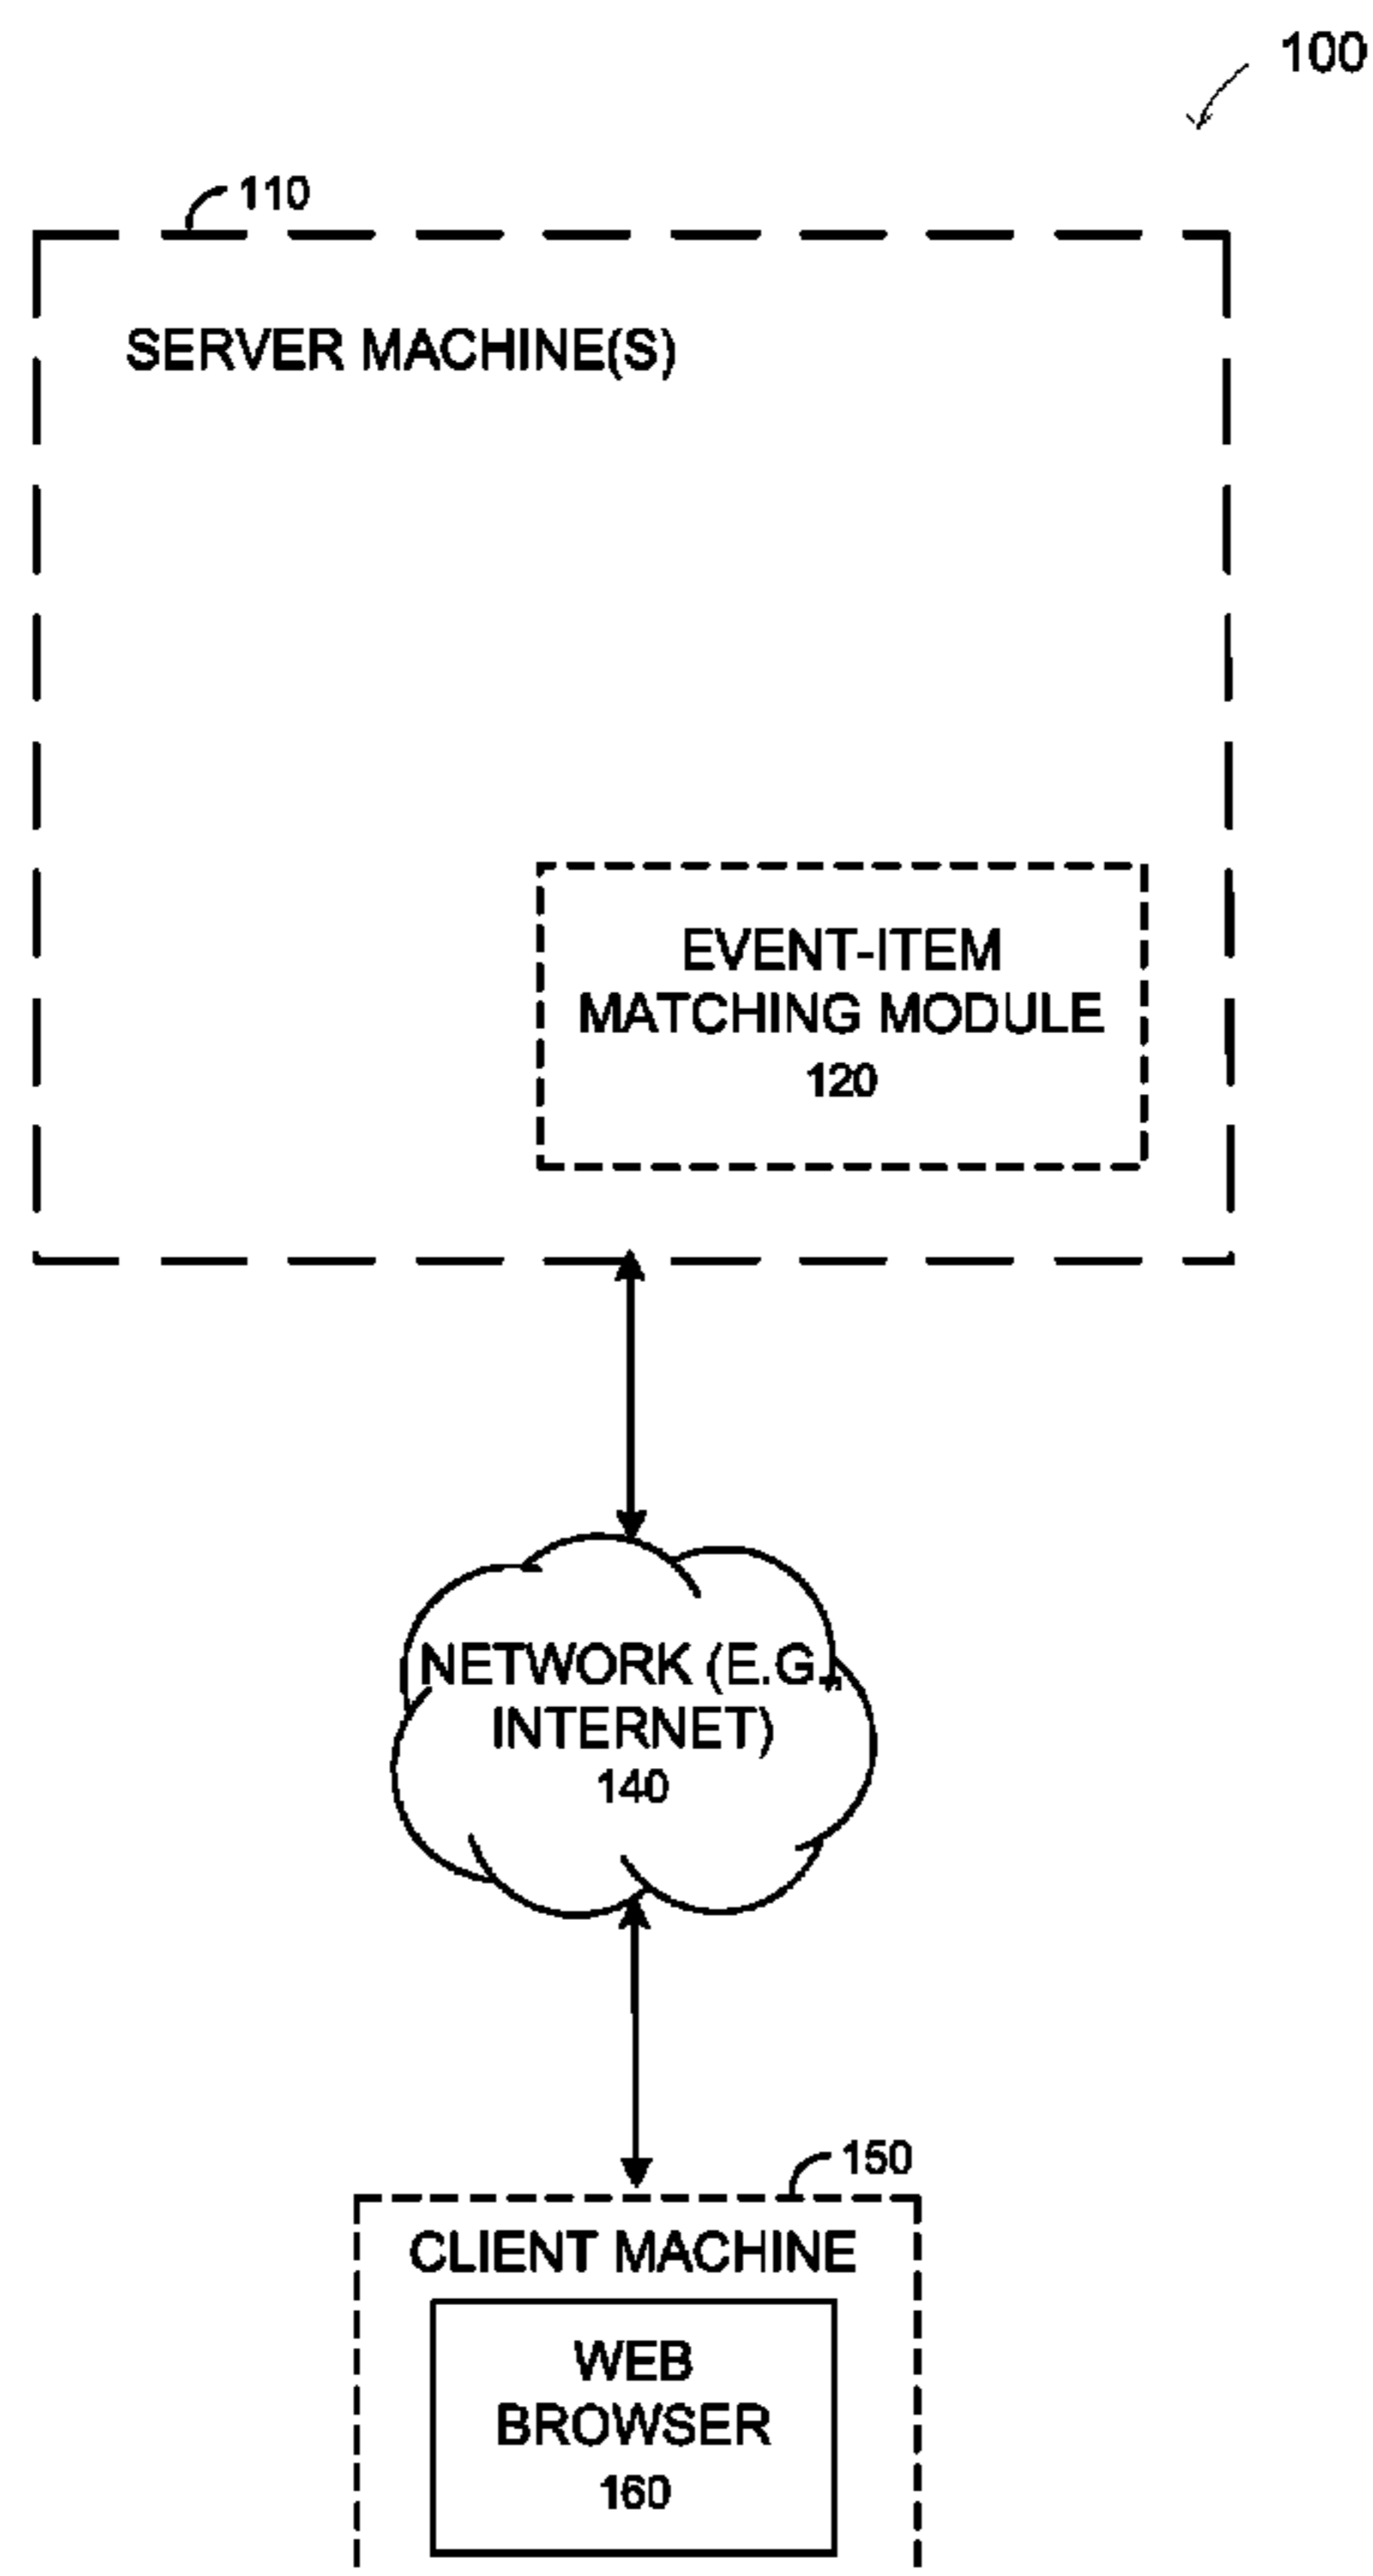 100
110
SERVER MACHINE(S)
EVENT-ITEM
MATCHING MODULE
120
NETWORK (E.G.,
INTERNET)
140
150
CLIENT MACHINE
WEB
BROWSER
160